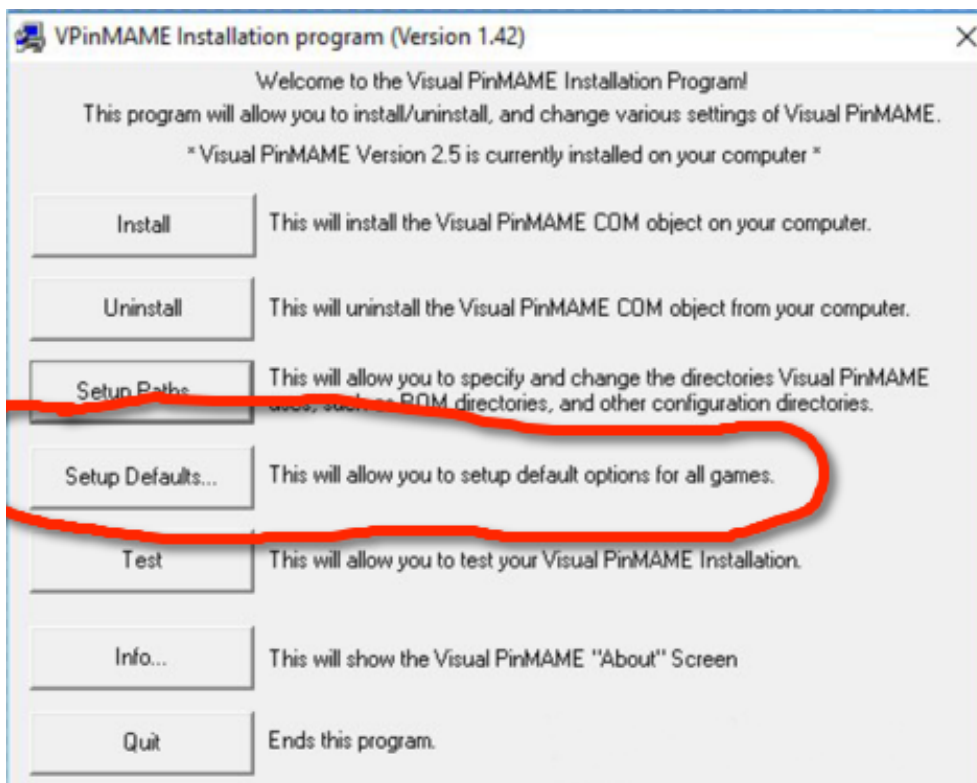 VPinMAME Installation program (Version 1.42)
Welcome to the Visual PinMAME Installation Program!
This program will allow you to install/uninstall, and change various settings of Visual PinMAME.
* Visual PinMAME Version 2.5 is currently installed on your computer *
Install
This will install the Visual PinMAME COM object on your computer.
Uninstall
This will uninstall the Visual PinMAME COM object from your computer.
Setup Paths...
This will allow you to specify and change the directories Visual PinMAME
uses, such as ROM directories, and other configuration directories.
Setup Defaults...
This will allow you to setup default options for all games.
Test
This will allow you to test your Visual PinMAME Installation.
Info...
This will show the Visual PinMAME "About" Screen
Quit
Ends this program.